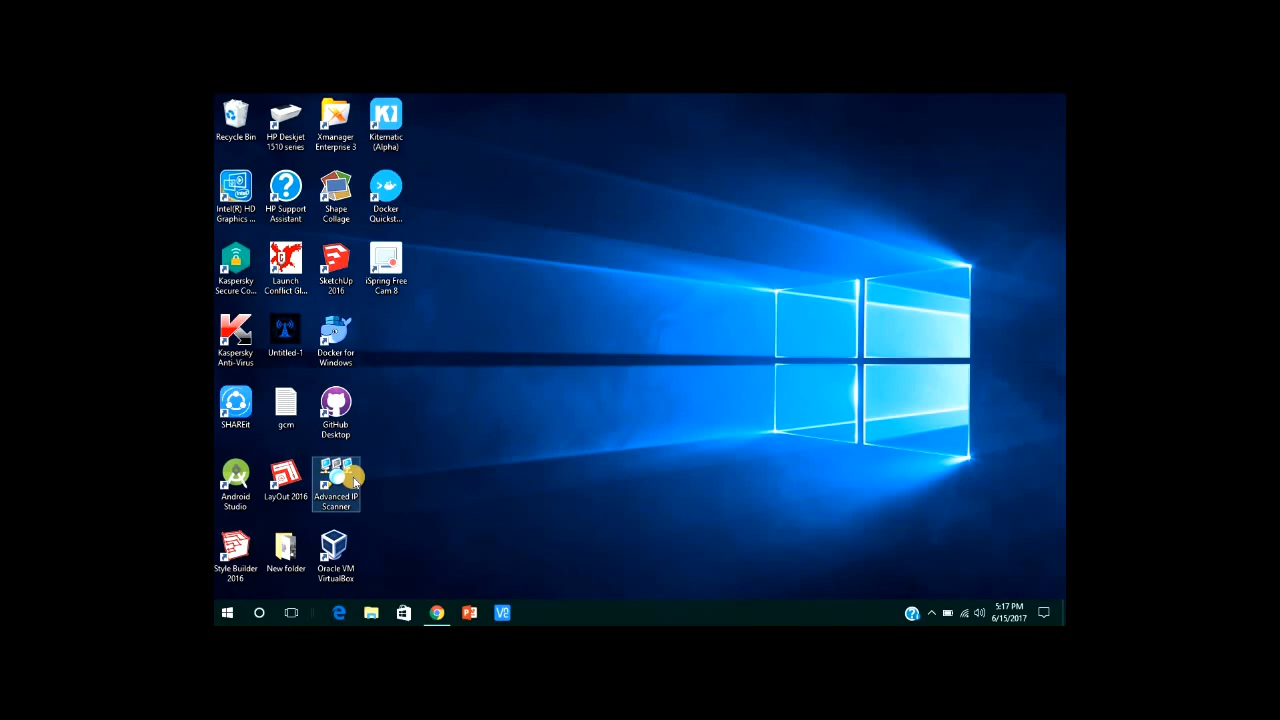 Recycle Bin
HP Deskjet
1510 series
Xmanager
Enterprise 3
Kitematic
(Alpha)
Intel(R) HD
Graphics ...
HP Support
Assistant
Shape
Collage
Docker
Quickst...
Kaspersky
Secure Co...
Launch
Conflict Gl...
SketchUp
2016
iSpring Free
Cam 8
Kaspersky
Anti-Virus
Untitled-1
Docker for
Windows
SHAREit
gcm
GitHub
Desktop
Android
Studio
LayOut 2016
Advanced IP
Scanner
Style Builder
2016
New folder
Oracle VM
VirtualBox
5:17 PM
6/15/2017